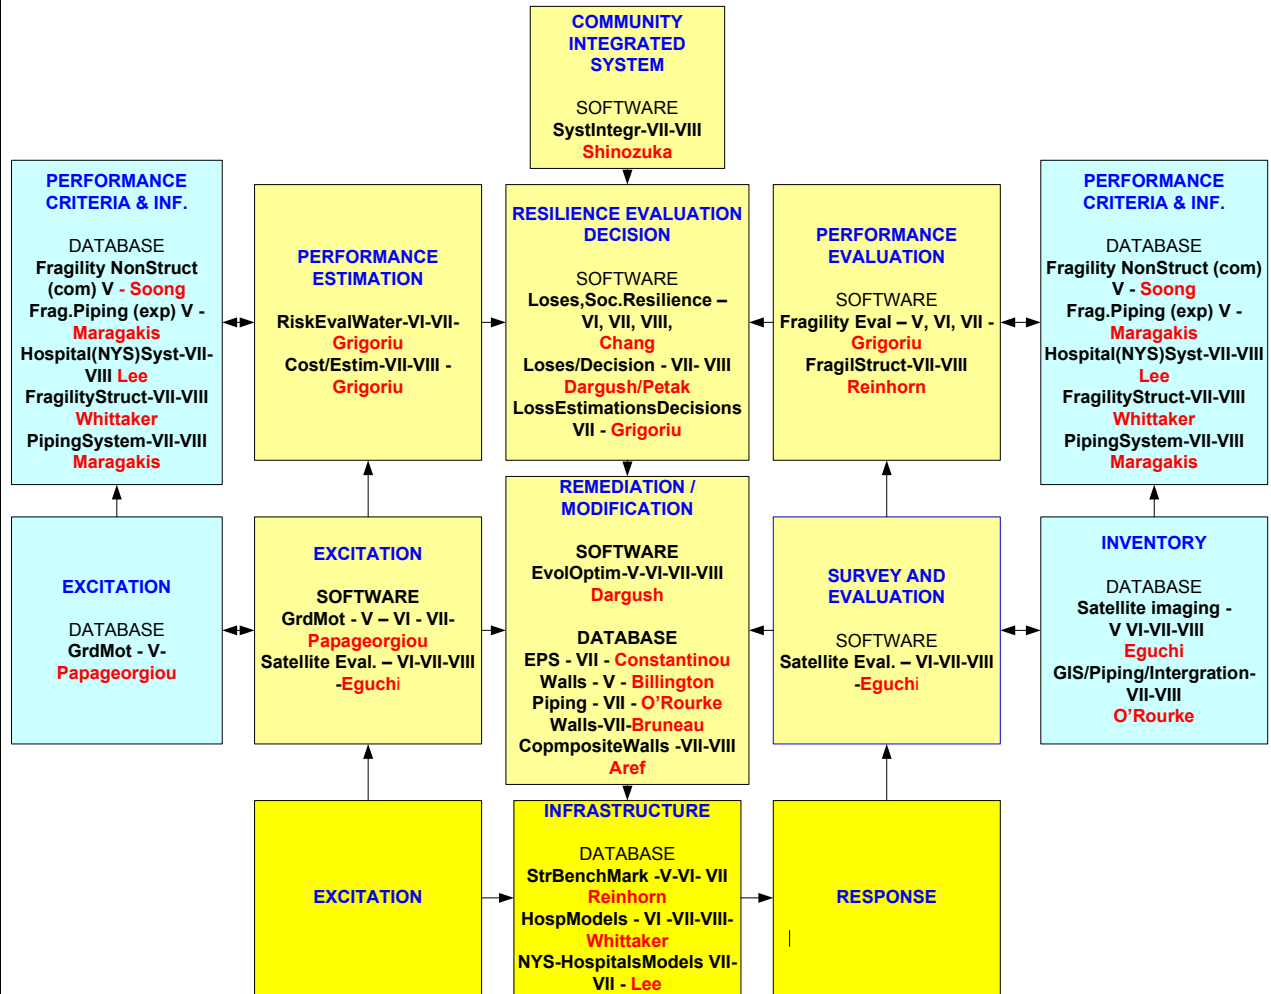 COMMUNITY
INTEGRATED
SYSTEM
SOFTWARE
SystIntegr-VII-VIII
Shinozuka
PERFORMANCE
CRITERIA & INF.
DATABASE
Fragility NonStruct
(com) V - Soong
Frag.Piping (exp) V -
Maragakis
Hospital(NYS)Syst-VII-
VIII Lee
FragilityStruct-VII-VIII
Whittaker
PipingSystem-VII-VIII
Maragakis
PERFORMANCE
ESTIMATION
RiskEvalWater-VI-VII-
Grigoriu
Cost/Estim-VII-VIII -
Grigoriu
RESILIENCE EVALUATION
DECISION
SOFTWARE
Loses,Soc.Resilience –
VI, VII, VIII,
Chang
Loses/Decision - VII- VIII
Dargush/Petak
LossEstimationsDecisions
VII - Grigoriu
PERFORMANCE
EVALUATION
SOFTWARE
Fragility Eval – V, VI, VII -
Grigoriu
FragilStruct-VII-VIII
Reinhorn
PERFORMANCE
CRITERIA & INF.
DATABASE
Fragility NonStruct (com)
V - Soong
Frag.Piping (exp) V -
Maragakis
Hospital(NYS)Syst-VII-VIII
Lee
FragilityStruct-VII-VIII
Whittaker
PipingSystem-VII-VIII
Maragakis
EXCITATION
DATABASE
GrdMot - V-
Papageorgiou
EXCITATION
SOFTWARE
GrdMot - V – VI - VII-
Papageorgiou
Satellite Eval. – VI-VII-VIII
-Eguchi
REMEDIATION /
MODIFICATION
SOFTWARE
EvolOptim-V-VI-VII-VIII
Dargush
DATABASE
EPS - VII - Constantinou
Walls - V - Billington
Piping - VII - O'Rourke
Walls-VII-Bruneau
CopmpositeWalls -VII-VIII
Aref
SURVEY AND
EVALUATION
SOFTWARE
Satellite Eval. – VI-VII-VIII
-Eguchi
INVENTORY
DATABASE
Satellite imaging -
V VI-VII-VIII
Eguchi
GIS/Piping/Intergration-
VII-VIII
O'Rourke
EXCITATION
INFRASTRUCTURE
DATABASE
StrBenchMark -V-VI- VII
Reinhorn
HospModels - VI -VII-VIII-
Whittaker
NYS-HospitalsModels VII-
VII - Lee
RESPONSE